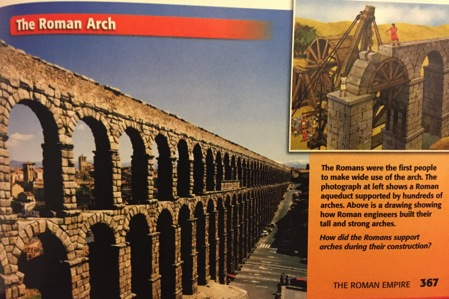 The Roman Arch
The Romans were the first people
to make wide use of the arch. The
photograph at left shows a Roman
aqueduct supported by hundreds of
arches. Above is a drawing showing
how Roman engineers built their
tall and strong arches.
How did the Romans support
arches during their construction?
THE ROMAN EMPIRE 367